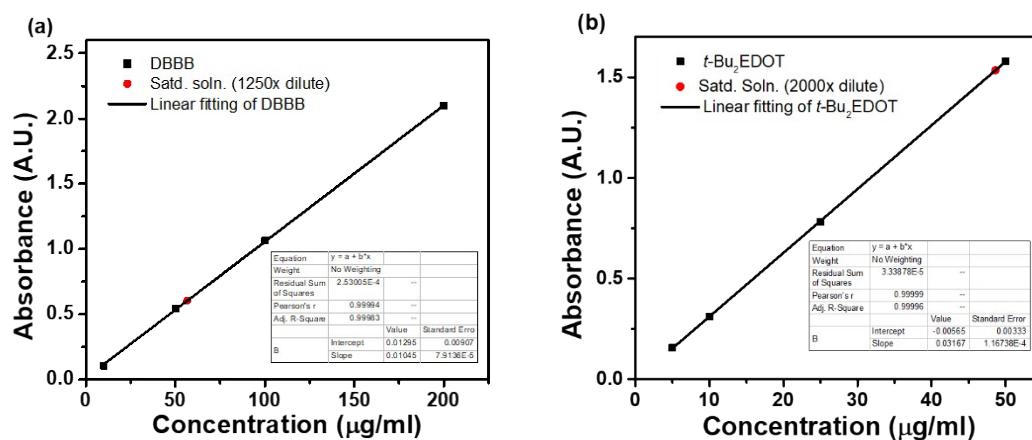 (a)
DBBB
Satd. soln. (1250x dilute)
Linear fitting of DBBB
2.5
2.0
1.5
1.0
0.5
0.0
Absorbance (A.U.)
Equation y = a + b*x
Weight No Weighting
Residual Sum of Squares 2.53005E-4 --
Pearson's r 0.99994 --
Adj. R-Square 0.99983 --
Value Standard Erro
B Intercept 0.01295 0.00907
Slope 0.01045 7.9136E-5
0 50 100 150 200
Concentration (μg/ml)
(b)
t-Bu₂EDOT
Satd. Soln. (2000x dilute)
Linear fitting of t-Bu₂EDOT
1.5
1.0
0.5
0.0
Absorbance (A.U.)
Equation y = a + b*x
Weight No Weighting
Residual Sum of Squares 3.33878E-5 --
Pearson's r 0.99999 --
Adj. R-Square 0.99996 --
Value Standard Error
B Intercept -0.00565 0.00333
Slope 0.03167 1.16738E-4
10 20 30 40 50
Concentration (μg/ml)